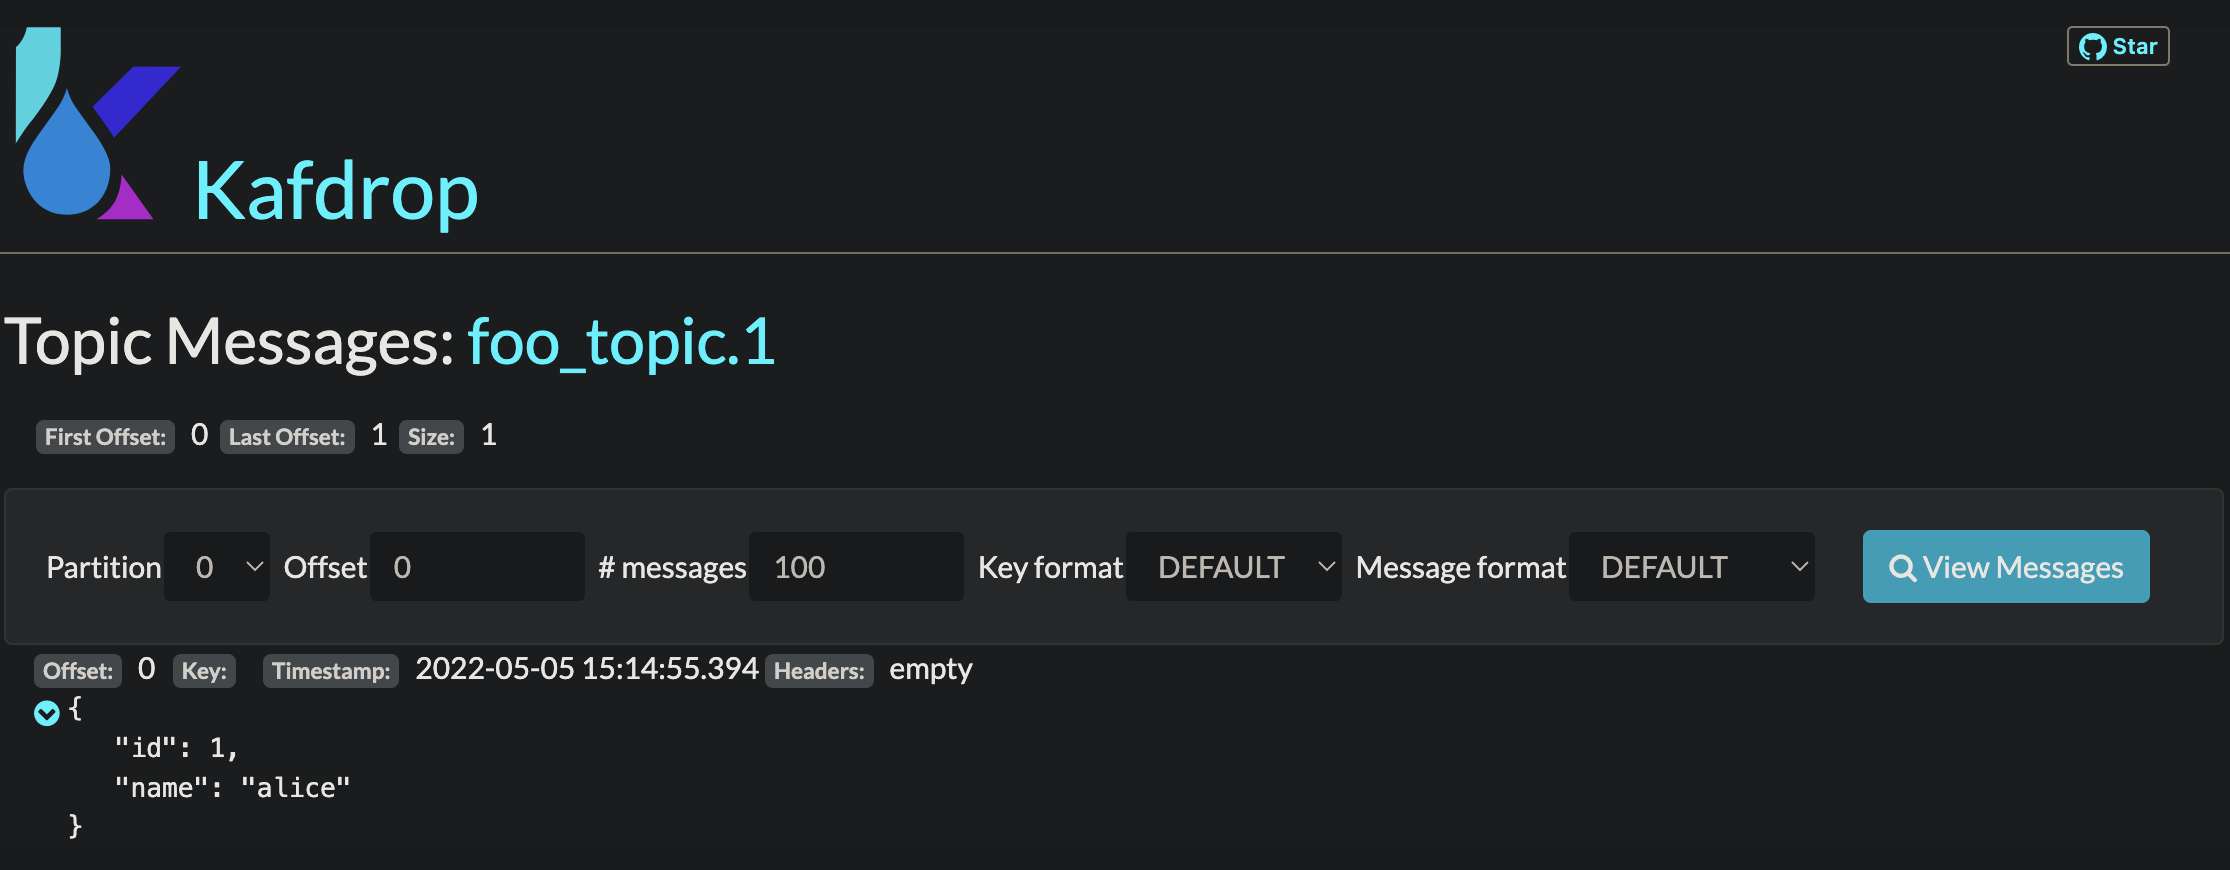 Star
Kafdrop
Topic Messages: foo_topic.1
First Offset: 0 Last Offset: 1 Size: 1
Partition 0 Offset 0 # messages 100 Key format DEFAULT Message format DEFAULT View Messages
Offset: 0 Key: Timestamp: 2022-05-05 15:14:55.394 Headers: empty
{
"id": 1,
"name": "alice"
}